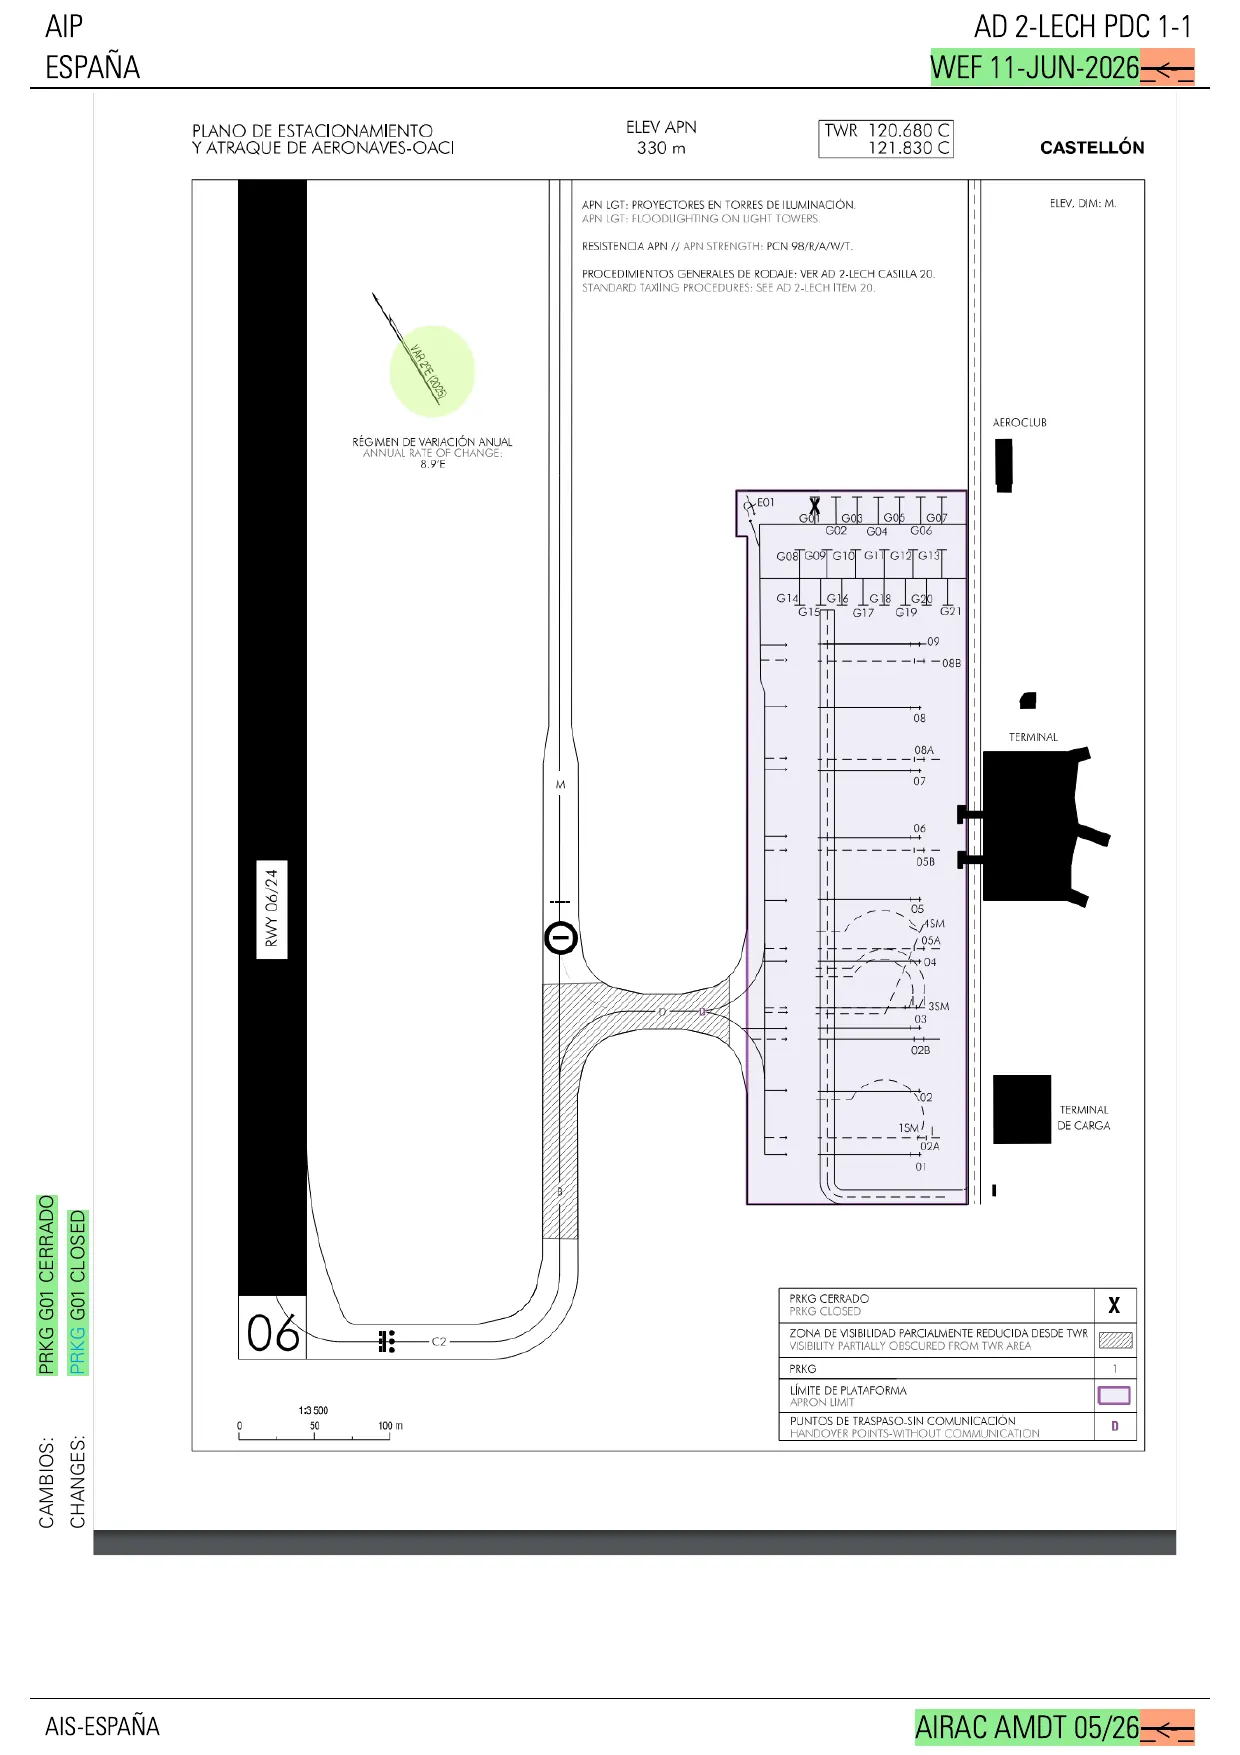 AIP
AD 2-LECH PDC 1-1
ESPAÑA
WEF 11-JUN-2026
PLANO DE ESTACIONAMIENTO
Y ATRAQUE DE AERONAVES-OACI
ELEV APN
330 m
TWR 120.680 C
121.830 C
CASTELLÓN
APN LGT: PROYECTORES EN TORRES DE ILUMINACIÓN.
APN LGT: FLOODLIGHTING ON LIGHT TOWERS.
ELEV, DIM: M.
RESISTENCIA APN // APN STRENGTH: PCN 98/R/A/W/T.
PROCEDIMIENTOS GENERALES DE RODAJE: VER AD 2-LECH CASILLA 20.
STANDARD TAXIING PROCEDURES: SEE AD 2-LECH ITEM 20.
VAR 2°E (2025)
RÉGIMEN DE VARIACIÓN ANUAL
ANNUAL RATE OF CHANGE:
8.9'E
AEROCLUB
E01
X
G01
G03
G05
G07
G02
G04
G06
G08
G09
G10
G11
G12
G13
G14
G16
G18
G20
G15
G17
G19
G21
09
08B
08
TERMINAL
08A
07
M
06
05B
RWY 06/24
05
4SM
05A
04
3SM
D
D
03
02B
02
1SM
02A
01
TERMINAL
DE CARGA
B
06
C2
PRKG CERRADO
PRKG CLOSED
X
ZONA DE VISIBILIDAD PARCIALMENTE REDUCIDA DESDE TWR
VISIBILITY PARTIALLY OBSCURED FROM TWR AREA
PRKG
1
LÍMITE DE PLATAFORMA
APRON LIMIT
PUNTOS DE TRASPASO-SIN COMUNICACIÓN
HANDOVER POINTS-WITHOUT COMMUNICATION
D
1:3 500
0 50 100 m
CAMBIOS: PRKG G01 CERRADO
CHANGES: PRKG G01 CLOSED
AIS-ESPAÑA
AIRAC AMDT 05/26